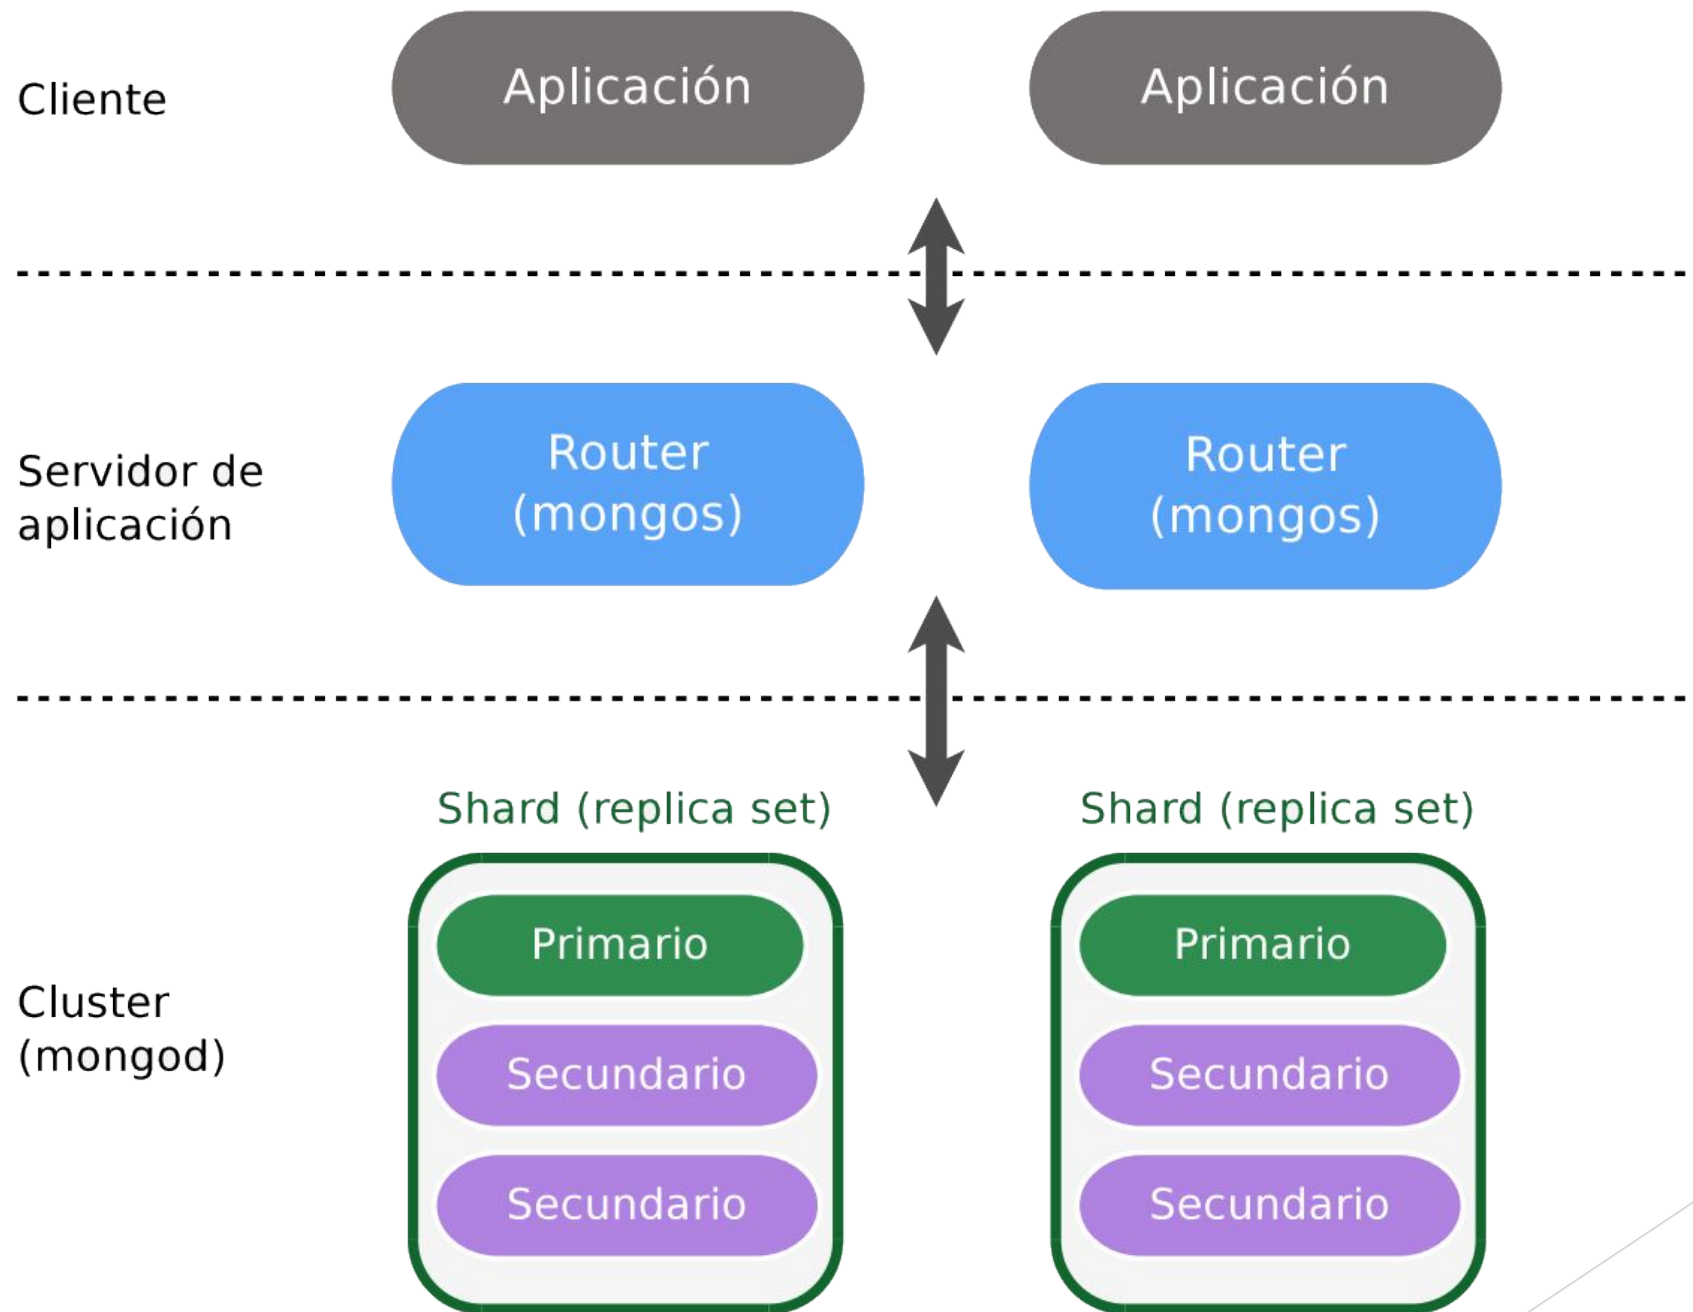 Cliente
Aplicación
Aplicación
Servidor de
aplicación
Router
(mongos)
Router
(mongos)
Cluster
(mongod)
Shard (replica set)
Primario
Secundario
Secundario
Shard (replica set)
Primario
Secundario
Secundario